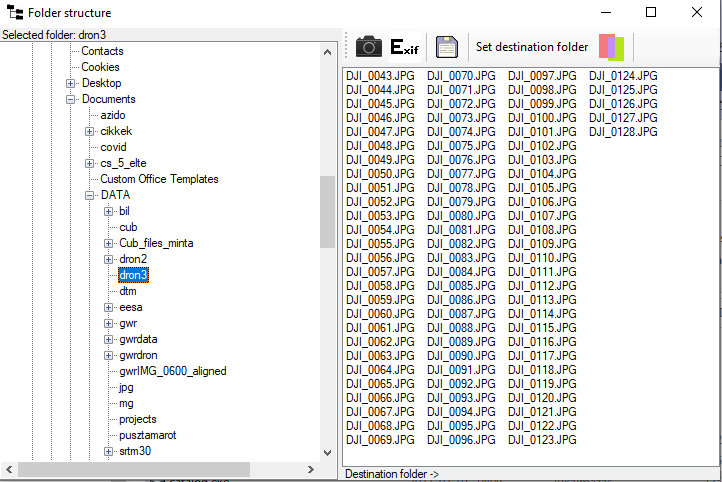 Folder structure
Selected folder: dron3
Contacts
Cookies
Desktop
Documents
azido
cikkek
covid
cs_5_elte
Custom Office Templates
DATA
bil
cub
Cub_files_minta
dron2
dron3
dtm
eesa
gwr
gwrdata
gwrdron
gwrIMG_0600_aligned
jpg
mg
projects
pusztamarot
srtm30
Exif Set destination folder
DJI_0043.JPG DJI_0070.JPG DJI_0097.JPG DJI_0124.JPG
DJI_0044.JPG DJI_0071.JPG DJI_0098.JPG DJI_0125.JPG
DJI_0045.JPG DJI_0072.JPG DJI_0099.JPG DJI_0126.JPG
DJI_0046.JPG DJI_0073.JPG DJI_0100.JPG DJI_0127.JPG
DJI_0047.JPG DJI_0074.JPG DJI_0101.JPG DJI_0128.JPG
DJI_0048.JPG DJI_0075.JPG DJI_0102.JPG
DJI_0049.JPG DJI_0076.JPG DJI_0103.JPG
DJI_0050.JPG DJI_0077.JPG DJI_0104.JPG
DJI_0051.JPG DJI_0078.JPG DJI_0105.JPG
DJI_0052.JPG DJI_0079.JPG DJI_0106.JPG
DJI_0053.JPG DJI_0080.JPG DJI_0107.JPG
DJI_0054.JPG DJI_0081.JPG DJI_0108.JPG
DJI_0055.JPG DJI_0082.JPG DJI_0109.JPG
DJI_0056.JPG DJI_0083.JPG DJI_0110.JPG
DJI_0057.JPG DJI_0084.JPG DJI_0111.JPG
DJI_0058.JPG DJI_0085.JPG DJI_0112.JPG
DJI_0059.JPG DJI_0086.JPG DJI_0113.JPG
DJI_0060.JPG DJI_0087.JPG DJI_0114.JPG
DJI_0061.JPG DJI_0088.JPG DJI_0115.JPG
DJI_0062.JPG DJI_0089.JPG DJI_0116.JPG
DJI_0063.JPG DJI_0090.JPG DJI_0117.JPG
DJI_0064.JPG DJI_0091.JPG DJI_0118.JPG
DJI_0065.JPG DJI_0092.JPG DJI_0119.JPG
DJI_0066.JPG DJI_0093.JPG DJI_0120.JPG
DJI_0067.JPG DJI_0094.JPG DJI_0121.JPG
DJI_0068.JPG DJI_0095.JPG DJI_0122.JPG
DJI_0069.JPG DJI_0096.JPG DJI_0123.JPG
Destination folder ->